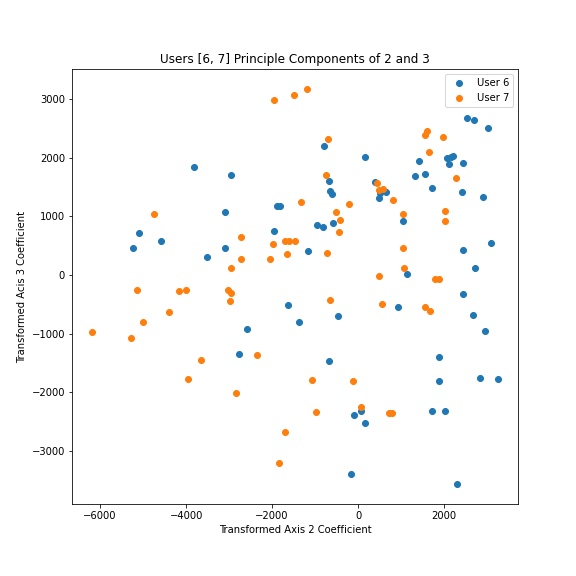 Users [6, 7] Principle Components of 2 and 3
User 6
User 7
3000
2000
1000
0
−1000
−2000
−3000
Transformed Acis 3 Coefficient
−6000
−4000
−2000
0
2000
Transformed Axis 2 Coefficient